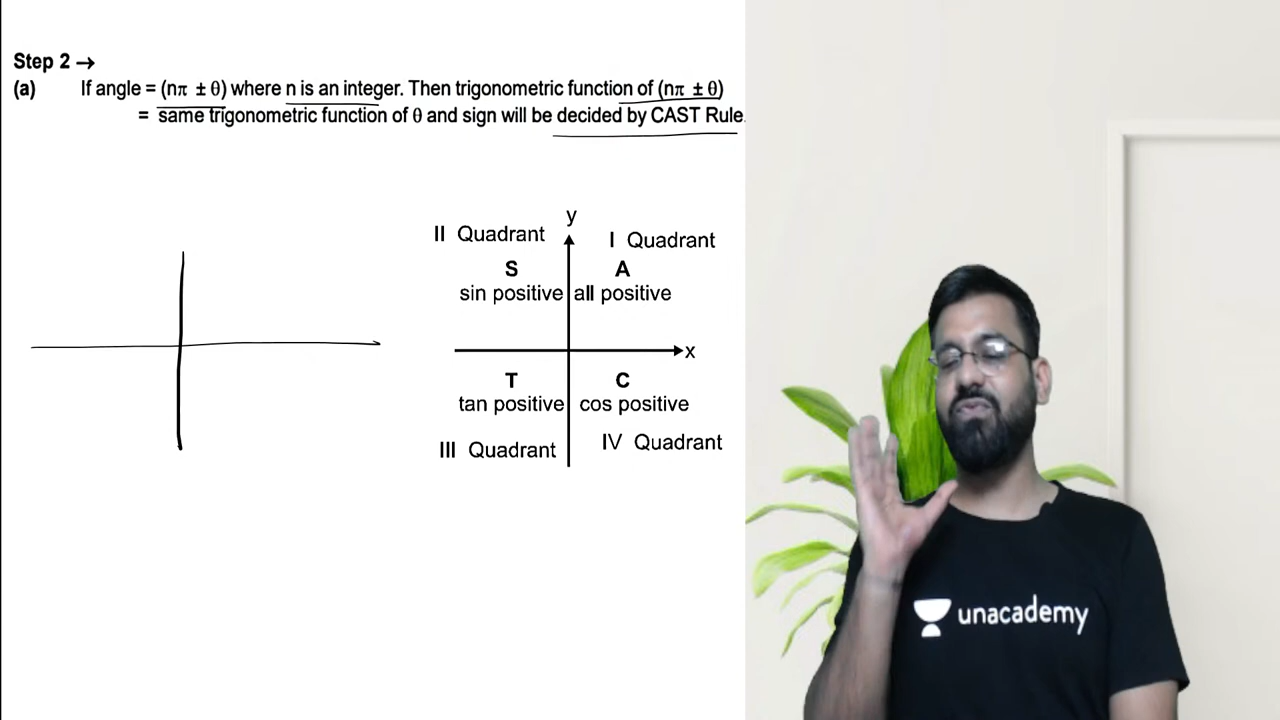 Step 2 →
(a) If angle = (nπ ± θ) where n is an integer. Then trigonometric function of (nπ ± θ)
= same trigonometric function of θ and sign will be decided by CAST Rule.
y
II Quadrant I Quadrant
S A
sin positive all positive
x
T C
tan positive cos positive
III Quadrant IV Quadrant
unacademy